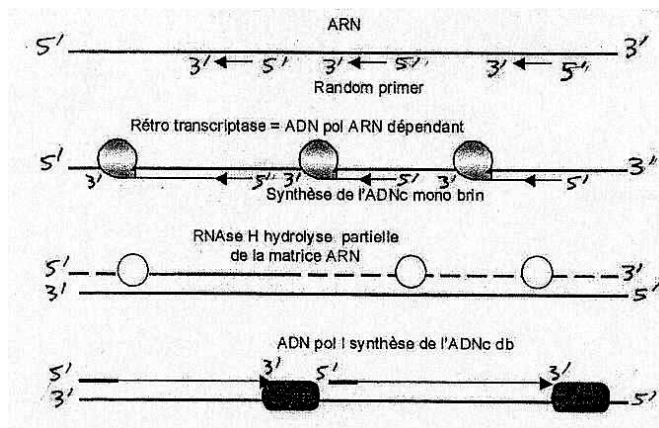 ARN
5' 3'
3' 5' 3' 5' 3' 5'
Random primer
Rétro transcriptase = ADN pol ARN dépendant
5' 3'
3' 5' 3' 5' 3' 5'
Synthèse de l'ADNc mono brin
RNAse H hydrolyse partielle
de la matrice ARN
5' 3'
3' 5'
ADN pol I synthèse de l'ADNc db
5' 3' 5' 3'
3' 5'